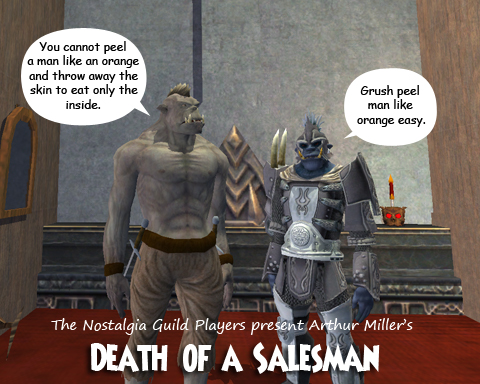 You cannot peel
a man like an orange
and throw away the
skin to eat only the
inside.
Grush peel
man like
orange easy.
The Nostalgia Guild Players present Arthur Miller's
DEATH OF A SALESMAN